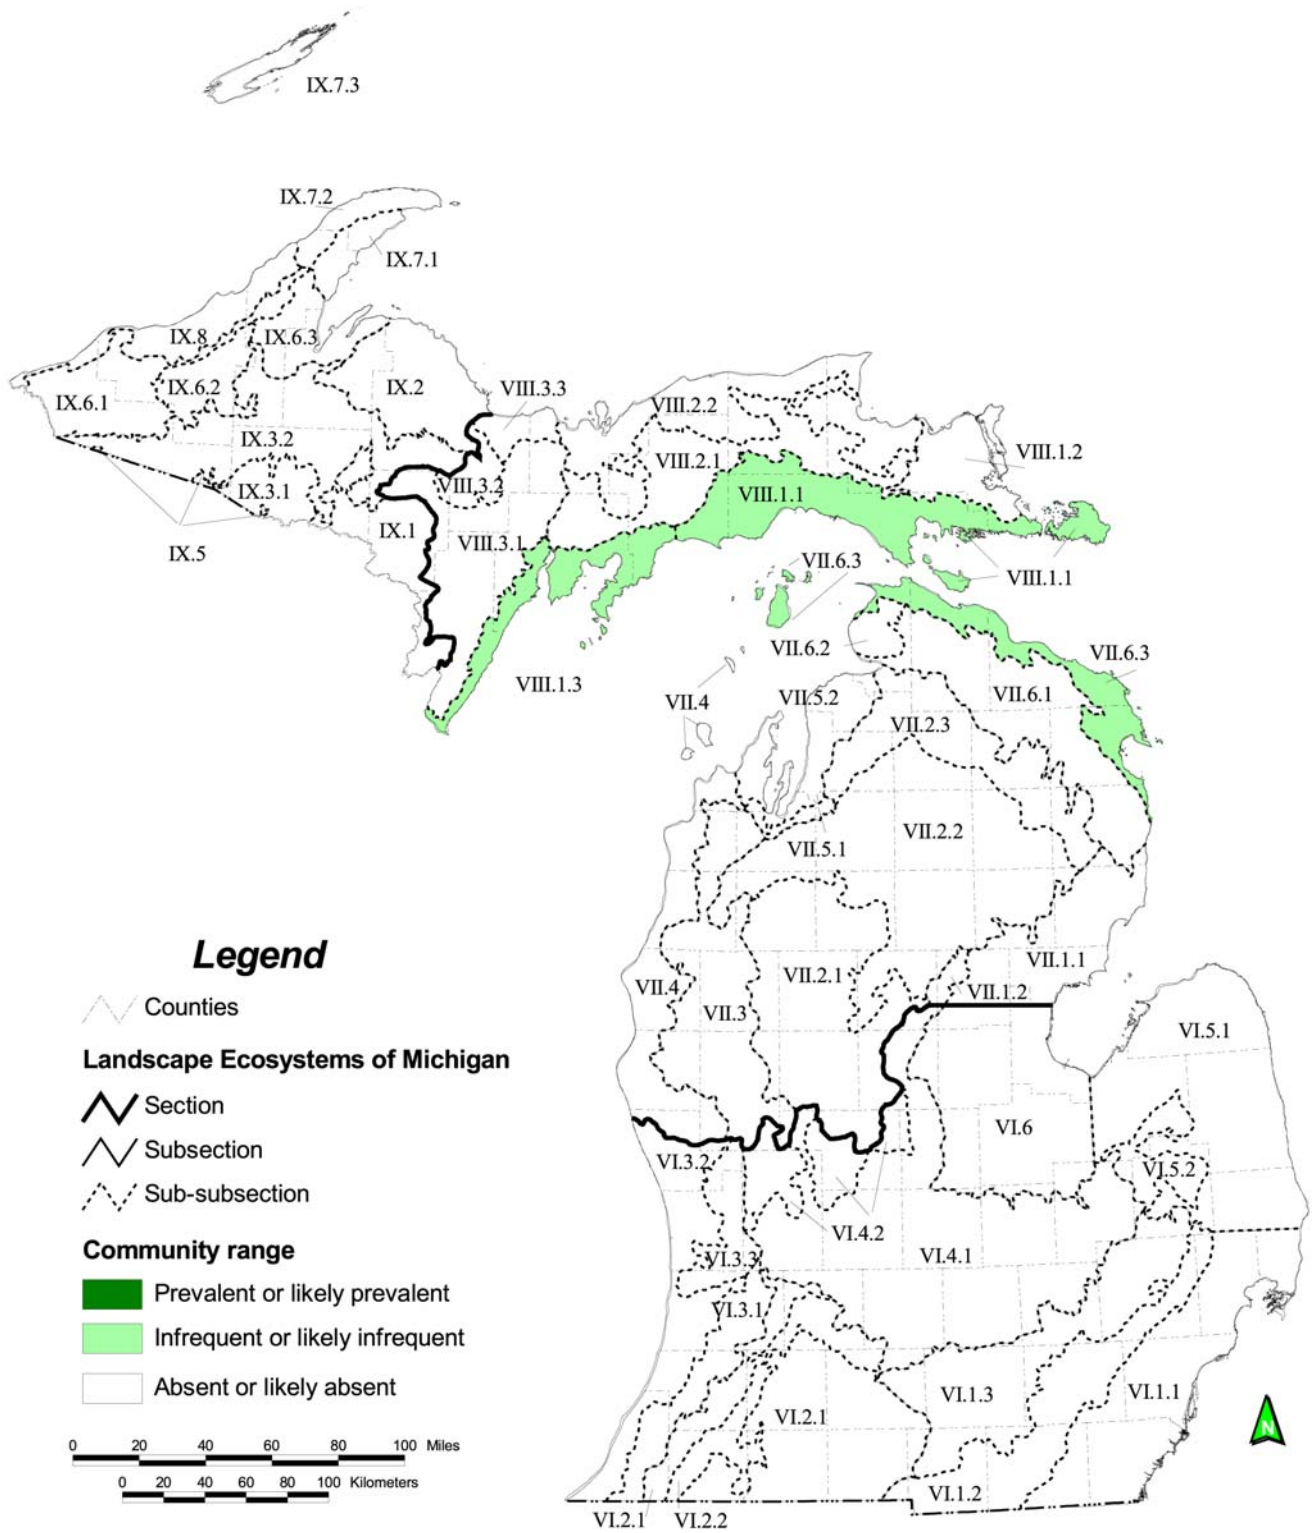 IX.7.3
IX.7.2
IX.7.1
IX.8
IX.6.3
IX.6.2
IX.2
VIII.3.3
IX.6.1
VIII.2.2
IX.3.2
VIII.1.2
VIII.2.1
VIII.3.2
IX.3.1
VIII.1.1
IX.1
VIII.3.1
IX.5
VII.6.3
VIII.1.1
VII.6.2
VII.6.3
VIII.1.3
VII.6.1
VII.4
VII.5.2
VII.2.3
VII.2.2
VII.5.1
Legend
Counties
Landscape Ecosystems of Michigan
Section
Subsection
Sub-subsection
Community range
Prevalent or likely prevalent
Infrequent or likely infrequent
Absent or likely absent
0 20 40 60 80 100 Miles
0 20 40 60 80 100 Kilometers
VII.1.1
VII.2.1
VII.4
VII.1.2
VII.3
VI.5.1
VI.6
VI.3.2
VI.5.2
VI.4.2
VI.4.1
VI.3.3
VI.3.1
VI.1.3
VI.1.1
VI.2.1
N
VI.1.2
VI.2.1
VI.2.2